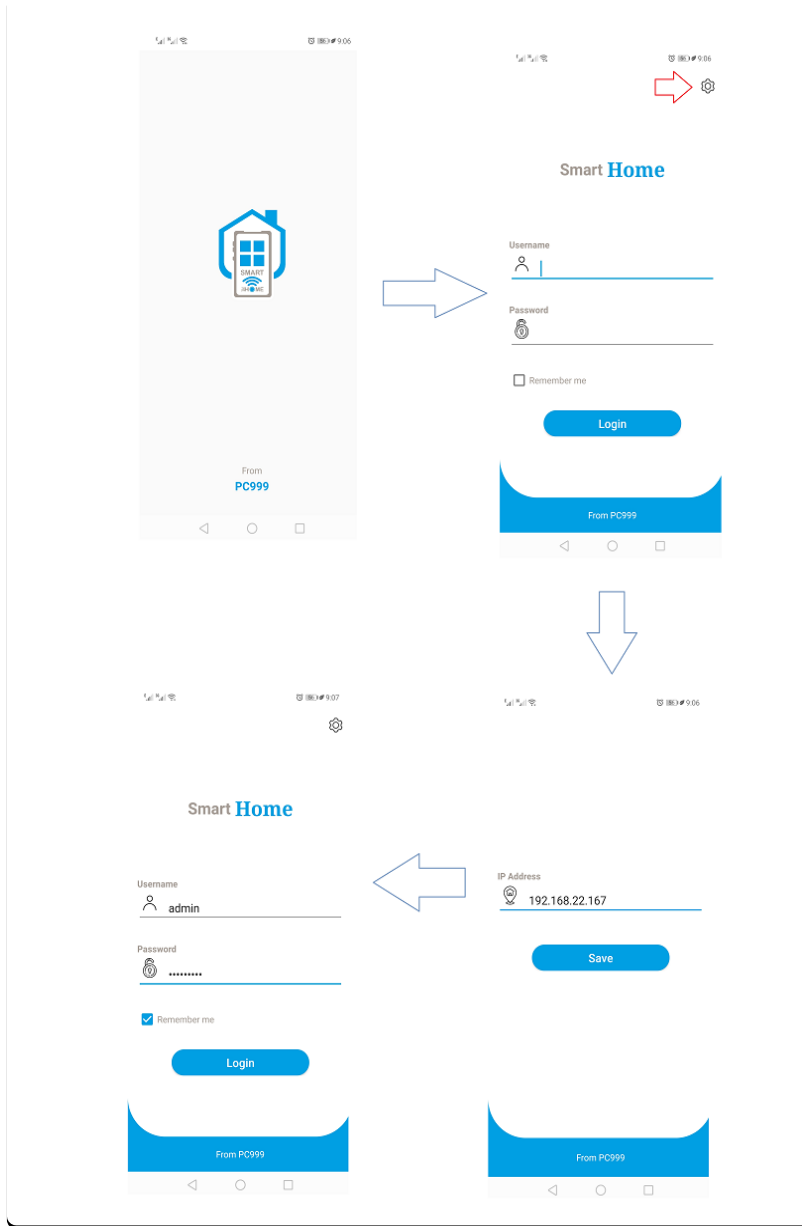 9:06
SMART
HOME
From
PC999
9:06
Smart Home
Username
Password
Remember me
Login
From PC999
9:07
Smart Home
Username
admin
Password
•••••••••
Remember me
Login
From PC999
9:06
IP Address
192.168.22.167
Save
From PC999